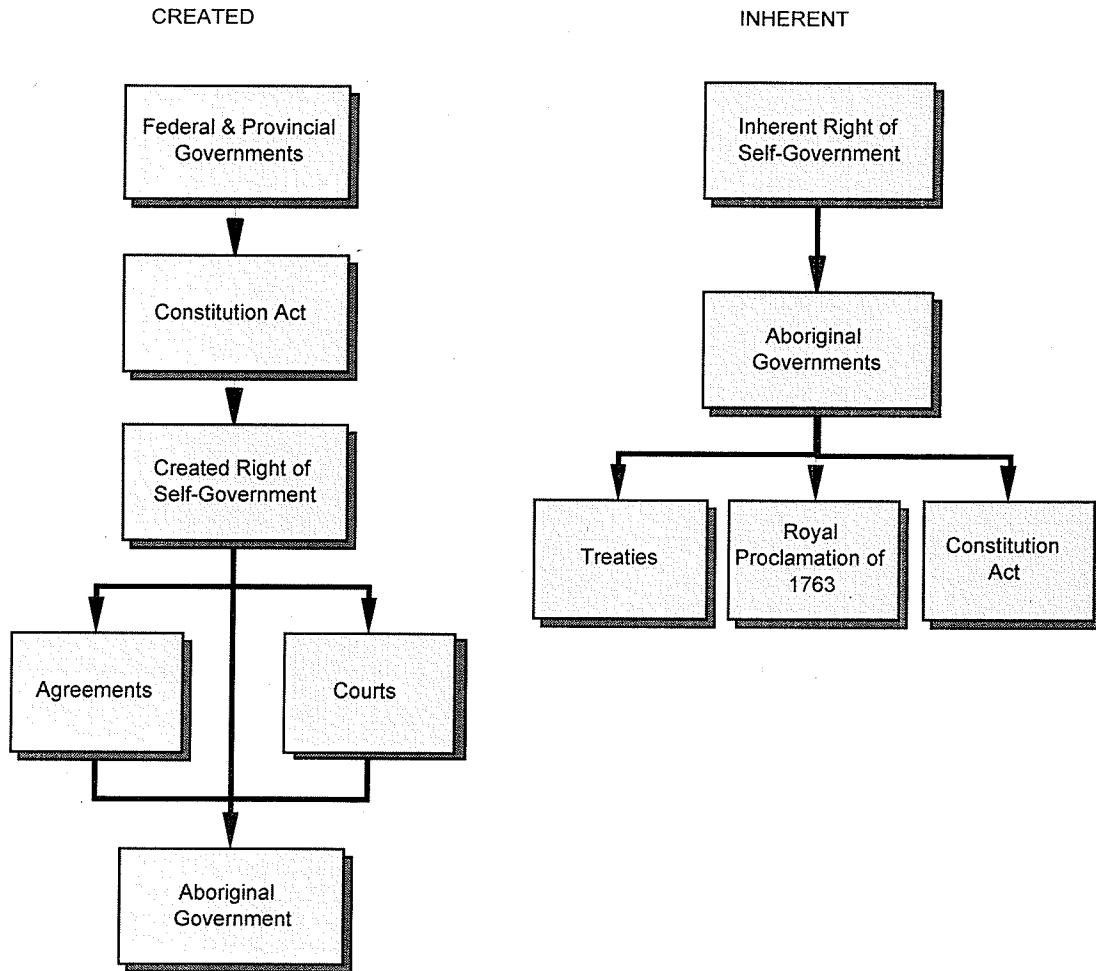 CREATED
Federal & Provincial
Governments
Constitution Act
Created Right of
Self-Government
Agreements
Courts
Aboriginal
Government
INHERENT
Inherent Right of
Self-Government
Aboriginal
Governments
Treaties
Royal
Proclamation of
1763
Constitution
Act